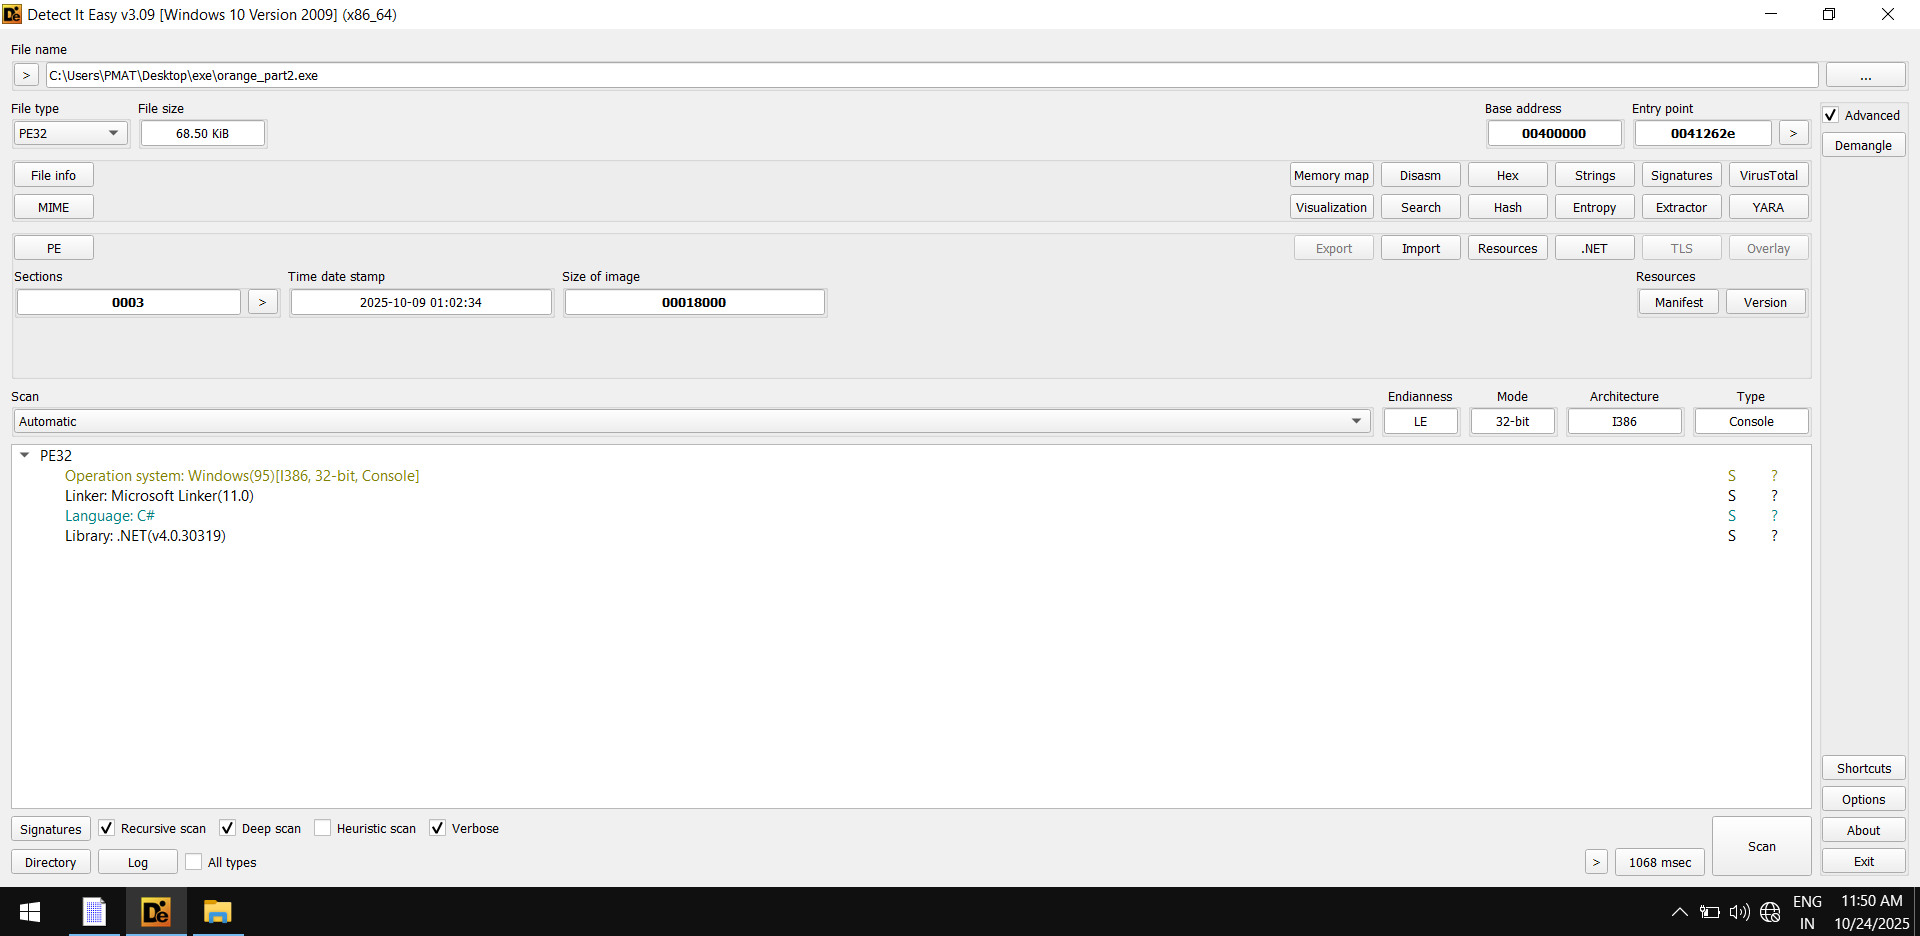 Detect It Easy v3.09 [Windows 10 Version 2009] (x86_64)
File name
> C:\Users\PMAT\Desktop\exe\orange_part2.exe ...
File type File size Base address Entry point
PE32 68.50 KiB 00400000 0041262e >
Advanced
Demangle
File info Memory map Disasm Hex Strings Signatures VirusTotal
MIME Visualization Search Hash Entropy Extractor YARA
PE Export Import Resources .NET TLS Overlay
Sections Time date stamp Size of image Resources
0003 > 2025-10-09 01:02:34 00018000 Manifest Version
Scan Endianness Mode Architecture Type
Automatic LE 32-bit I386 Console
PE32
Operation system: Windows(95)[I386, 32-bit, Console] S ?
Linker: Microsoft Linker(11.0) S ?
Language: C# S ?
Library: .NET(v4.0.30319) S ?
Shortcuts
Options
About
Exit
Signatures Recursive scan Deep scan Heuristic scan Verbose
Directory Log All types > 1068 msec Scan
De
ENG 11:50 AM
IN 10/24/2025